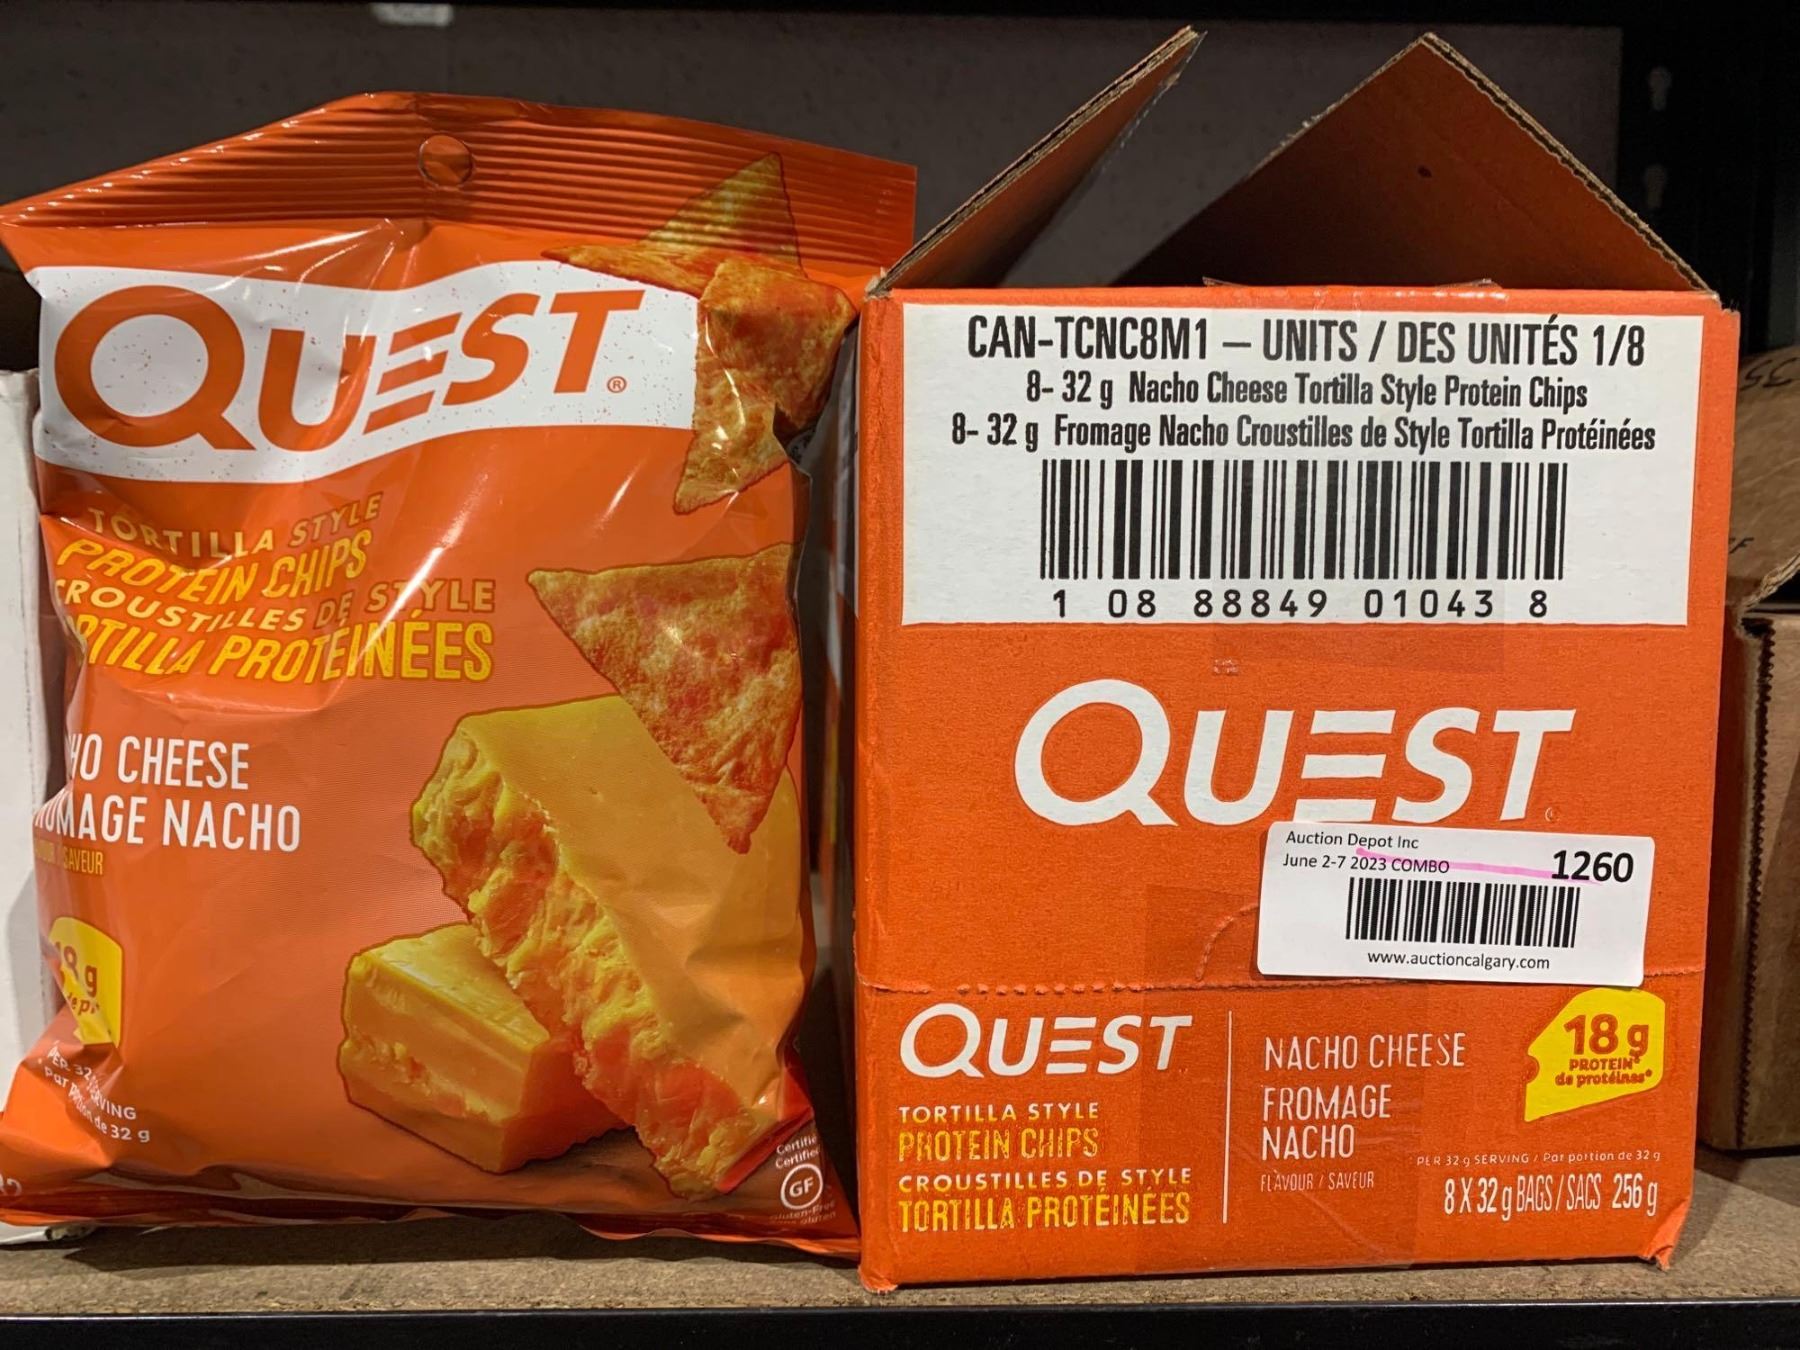 QUEST®
TORTILLA STYLE
PROTEIN CHIPS
CROUSTILLES DE STYLE
TILLA PROTÉINÉES
HO CHEESE
MAGE NACHO
SAVEUR
18 g
PER 32 SERVING
Par portion de 32 g
Certifie
Certified
GF
CAN-TCNC8M1 – UNITS / DES UNITÉS 1/8
8- 32 g Nacho Cheese Tortilla Style Protein Chips
8- 32 g Fromage Nacho Croustilles de Style Tortilla Protéinées
1 08 88849 01043 8
QUEST
Auction Depot Inc
June 2-7 2023 COMBO
1260
www.auctioncalgary.com
QUEST
TORTILLA STYLE
PROTEIN CHIPS
CROUSTILLES DE STYLE
TORTILLA PROTÉINÉES
NACHO CHEESE
FROMAGE
NACHO
FLAVOUR / SAVEUR
18 g
PROTEIN*
de protéines*
PER 32 g SERVING / Par portion de 32 g
8 X 32 g BAGS / SACS 256 g